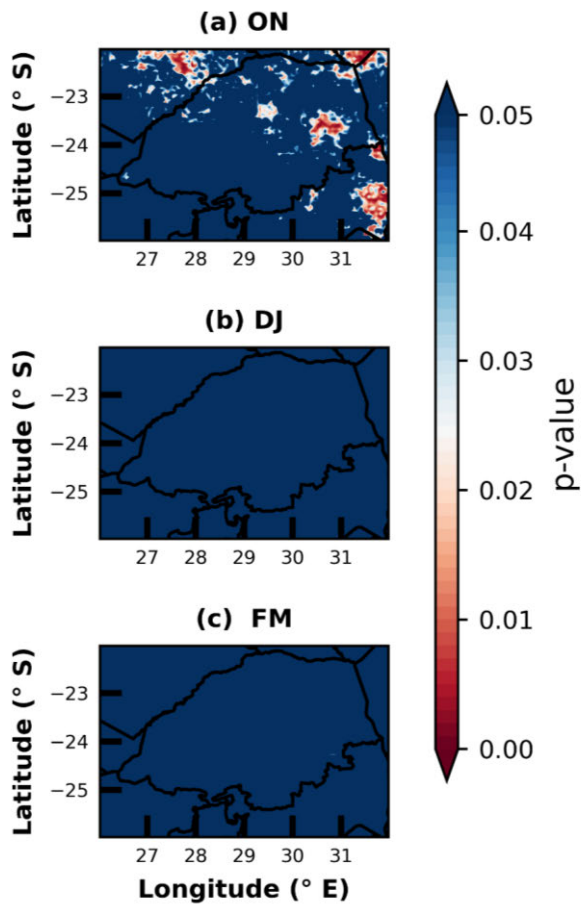 (a) ON
Latitude (° S)
−23
−24
−25
27 28 29 30 31
(b) DJ
Latitude (° S)
−23
−24
−25
27 28 29 30 31
(c) FM
Latitude (° S)
−23
−24
−25
27 28 29 30 31
Longitude (° E)
0.05
0.04
0.03
0.02
0.01
0.00
p-value